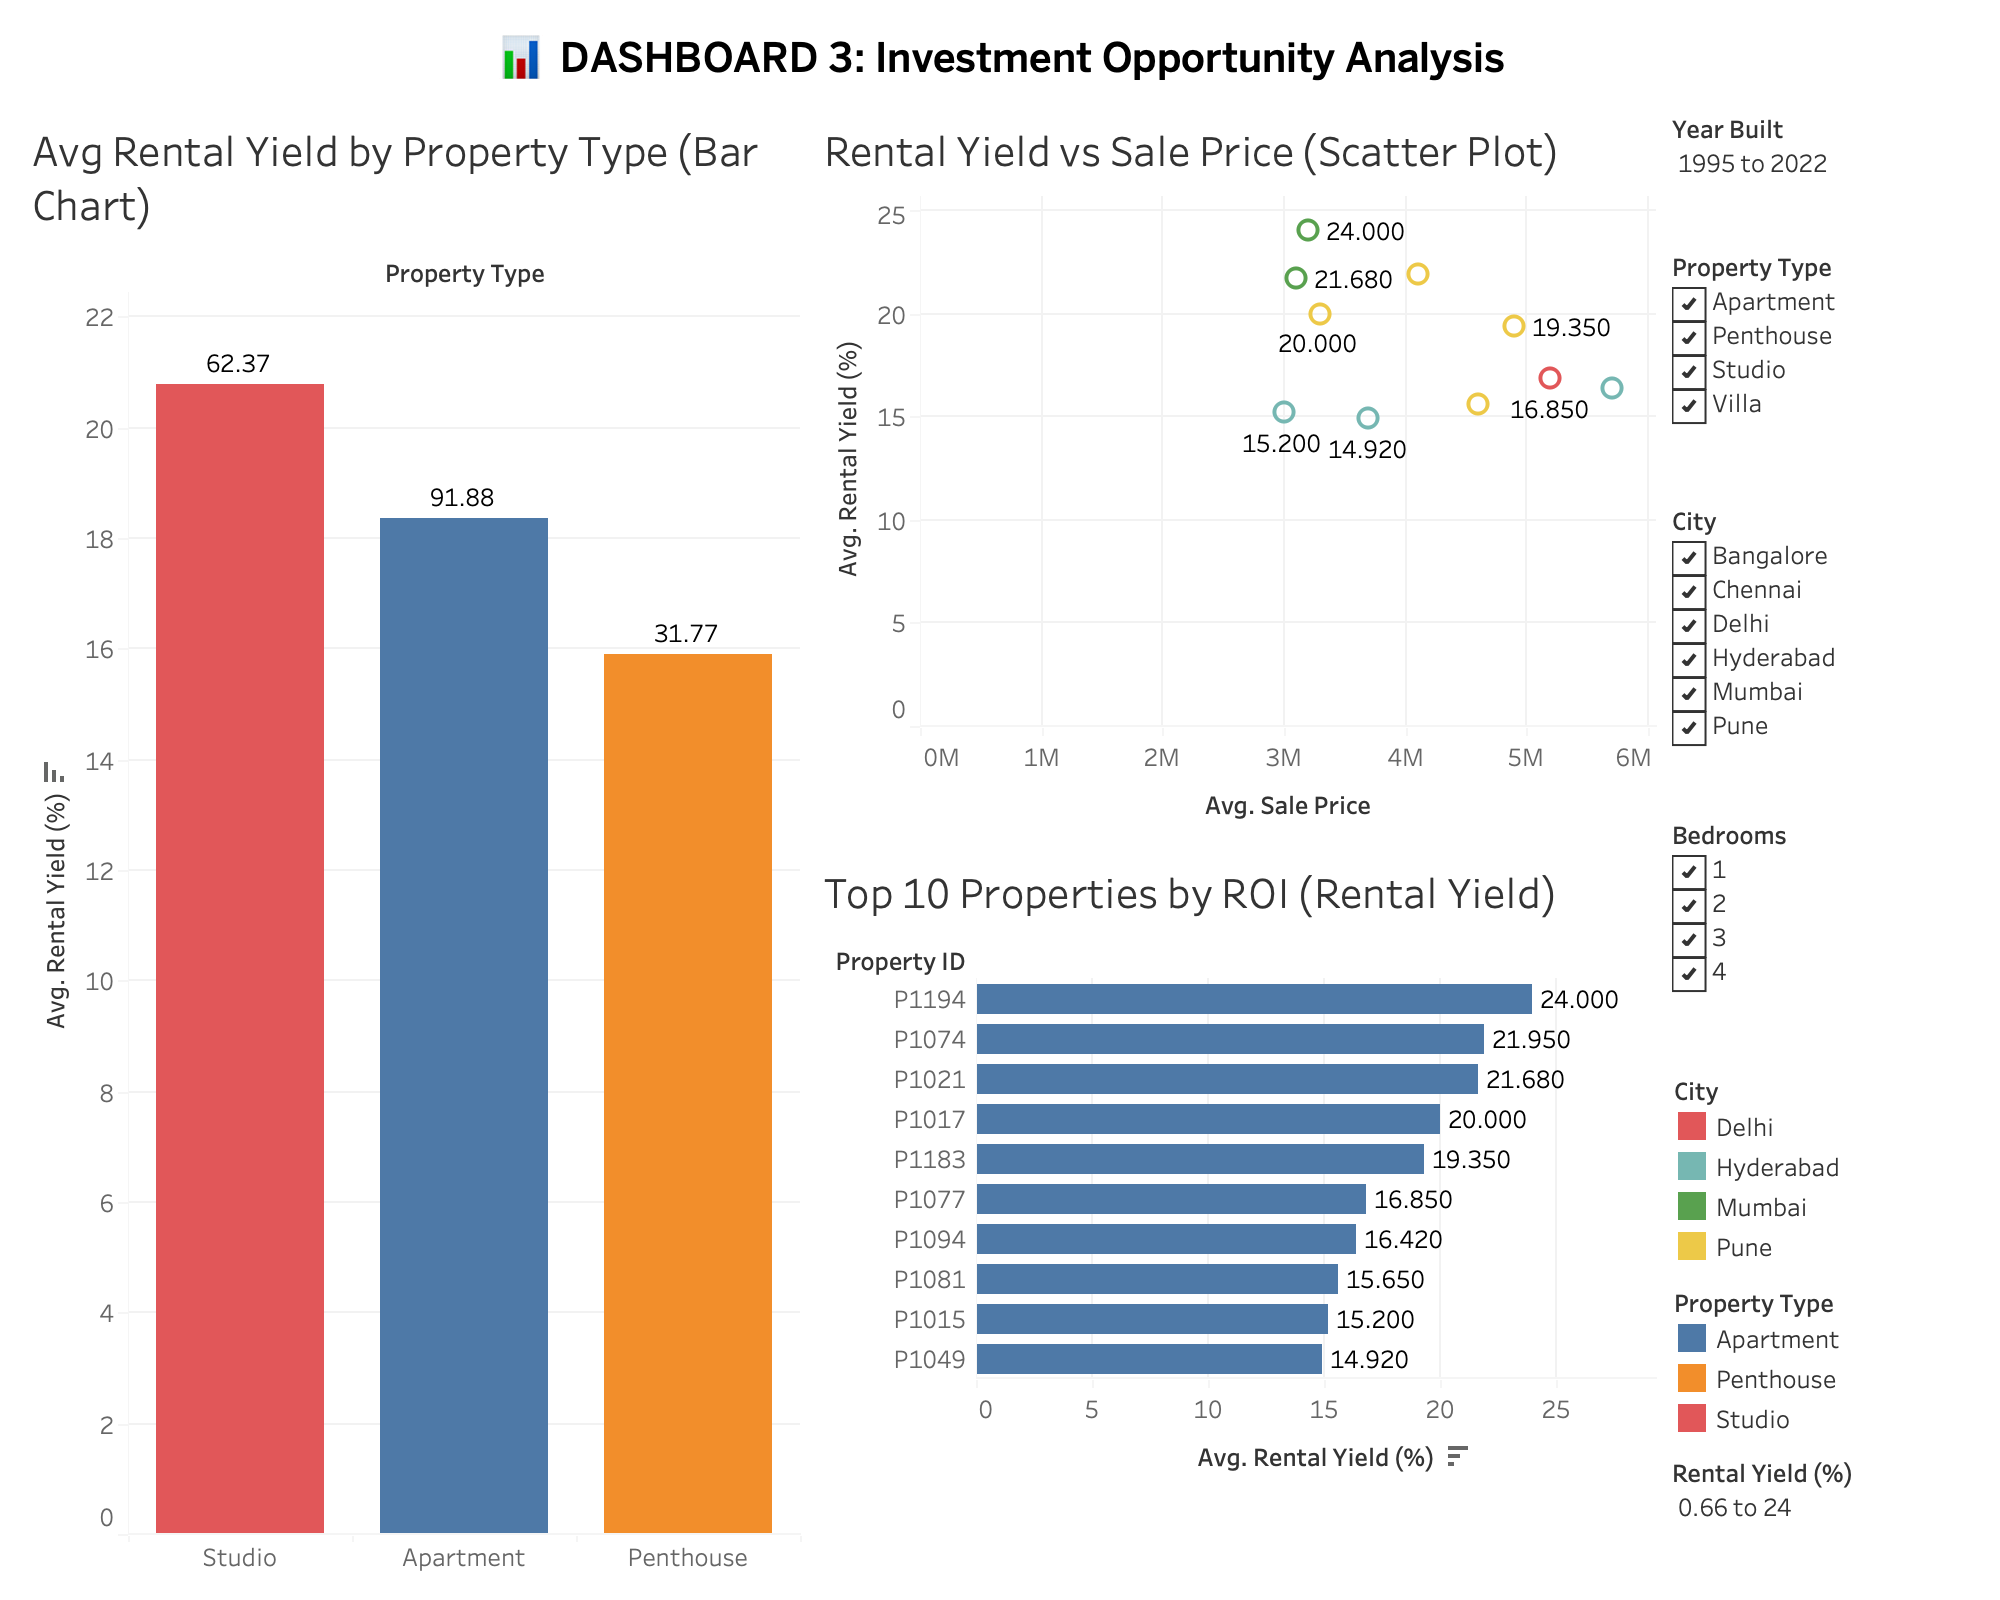 📊 DASHBOARD 3: Investment Opportunity Analysis
Avg Rental Yield by Property Type (Bar
Chart)
Property Type
Avg. Rental Yield (%)
22
20
18
16
14
12
10
8
6
4
2
0
62.37
91.88
31.77
Studio
Apartment
Penthouse
Rental Yield vs Sale Price (Scatter Plot)
Avg. Rental Yield (%)
25
20
15
10
5
0
24.000
21.680
20.000
19.350
16.850
15.200
14.920
0M
1M
2M
3M
4M
5M
6M
Avg. Sale Price
Top 10 Properties by ROI (Rental Yield)
Property ID
P1194 24.000
P1074 21.950
P1021 21.680
P1017 20.000
P1183 19.350
P1077 16.850
P1094 16.420
P1081 15.650
P1015 15.200
P1049 14.920
0
5
10
15
20
25
Avg. Rental Yield (%)
Year Built
1995 to 2022
Property Type
Apartment
Penthouse
Studio
Villa
City
Bangalore
Chennai
Delhi
Hyderabad
Mumbai
Pune
Bedrooms
1
2
3
4
City
Delhi
Hyderabad
Mumbai
Pune
Property Type
Apartment
Penthouse
Studio
Rental Yield (%)
0.66 to 24